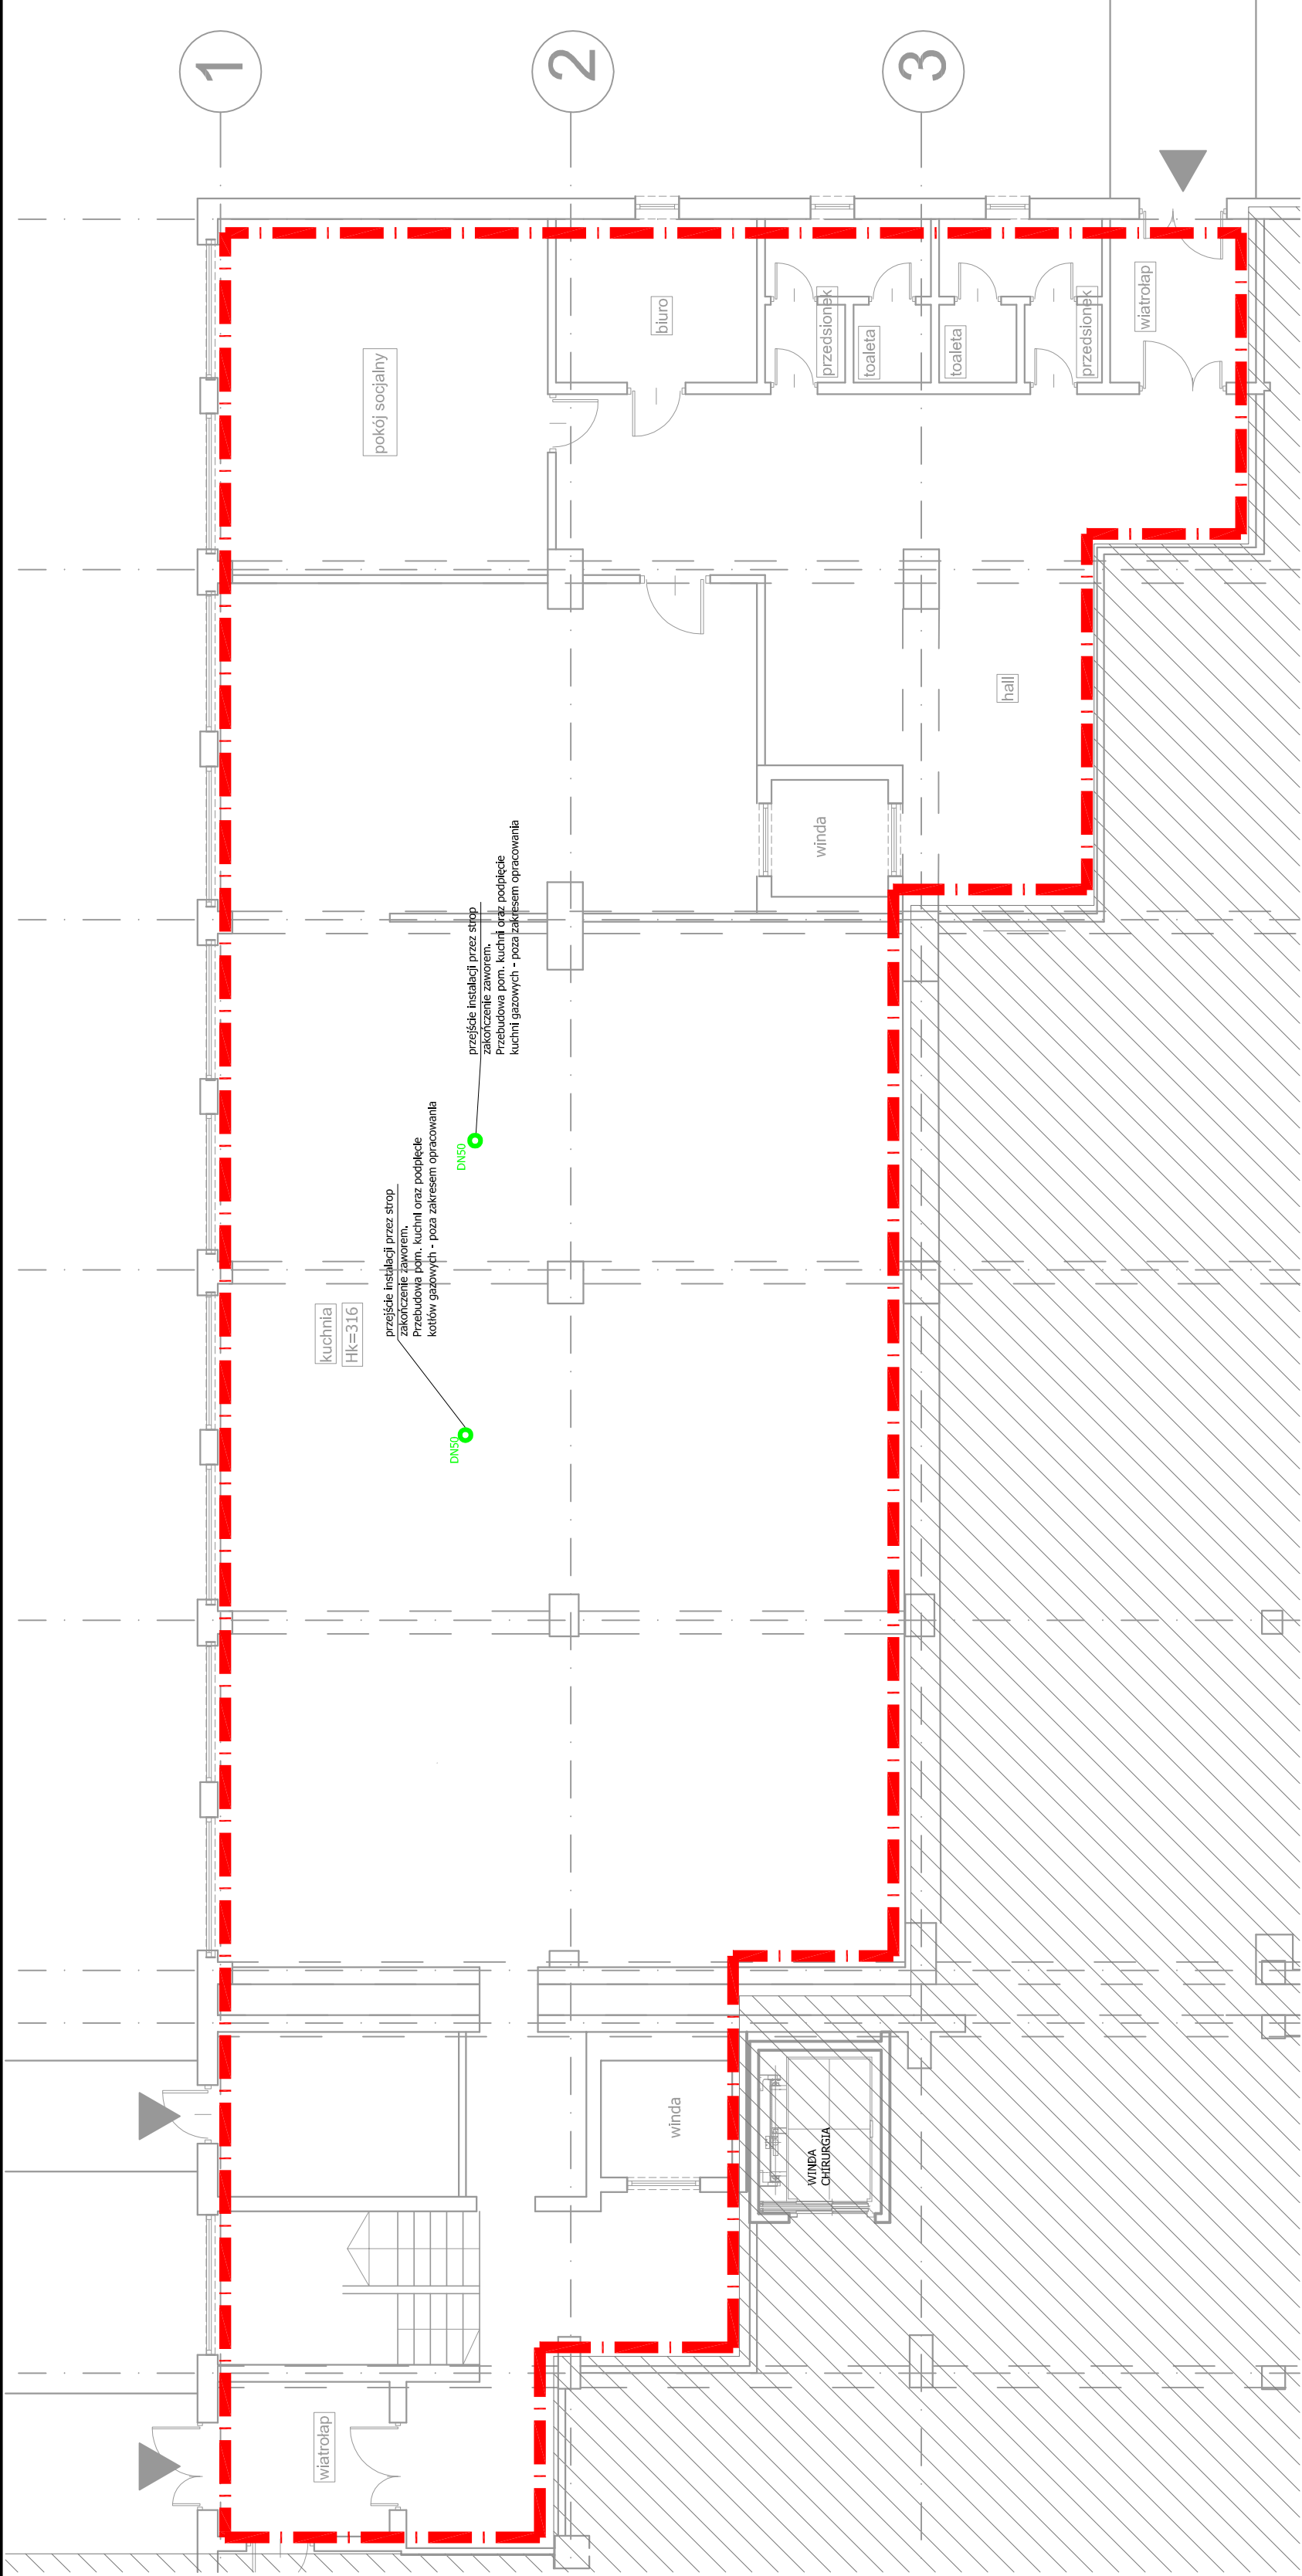 1
2
3
pokój socjalny
biuro
przedsionek
toaleta
toaleta
przedsionek
wiatrołap
hall
winda
przejście instalacji przez strop
zakończenie zaworem.
Przebudowa pom. kuchni oraz podpięcie
kuchni gazowych - poza zakresem opracowania
DN50
przejście instalacji przez strop
zakończenie zaworem.
Przebudowa pom. kuchni oraz podpięcie
kotłów gazowych - poza zakresem opracowania
DN50
kuchnia
Hk=316
winda
WINDA
CHIRURGIA
wiatrołap